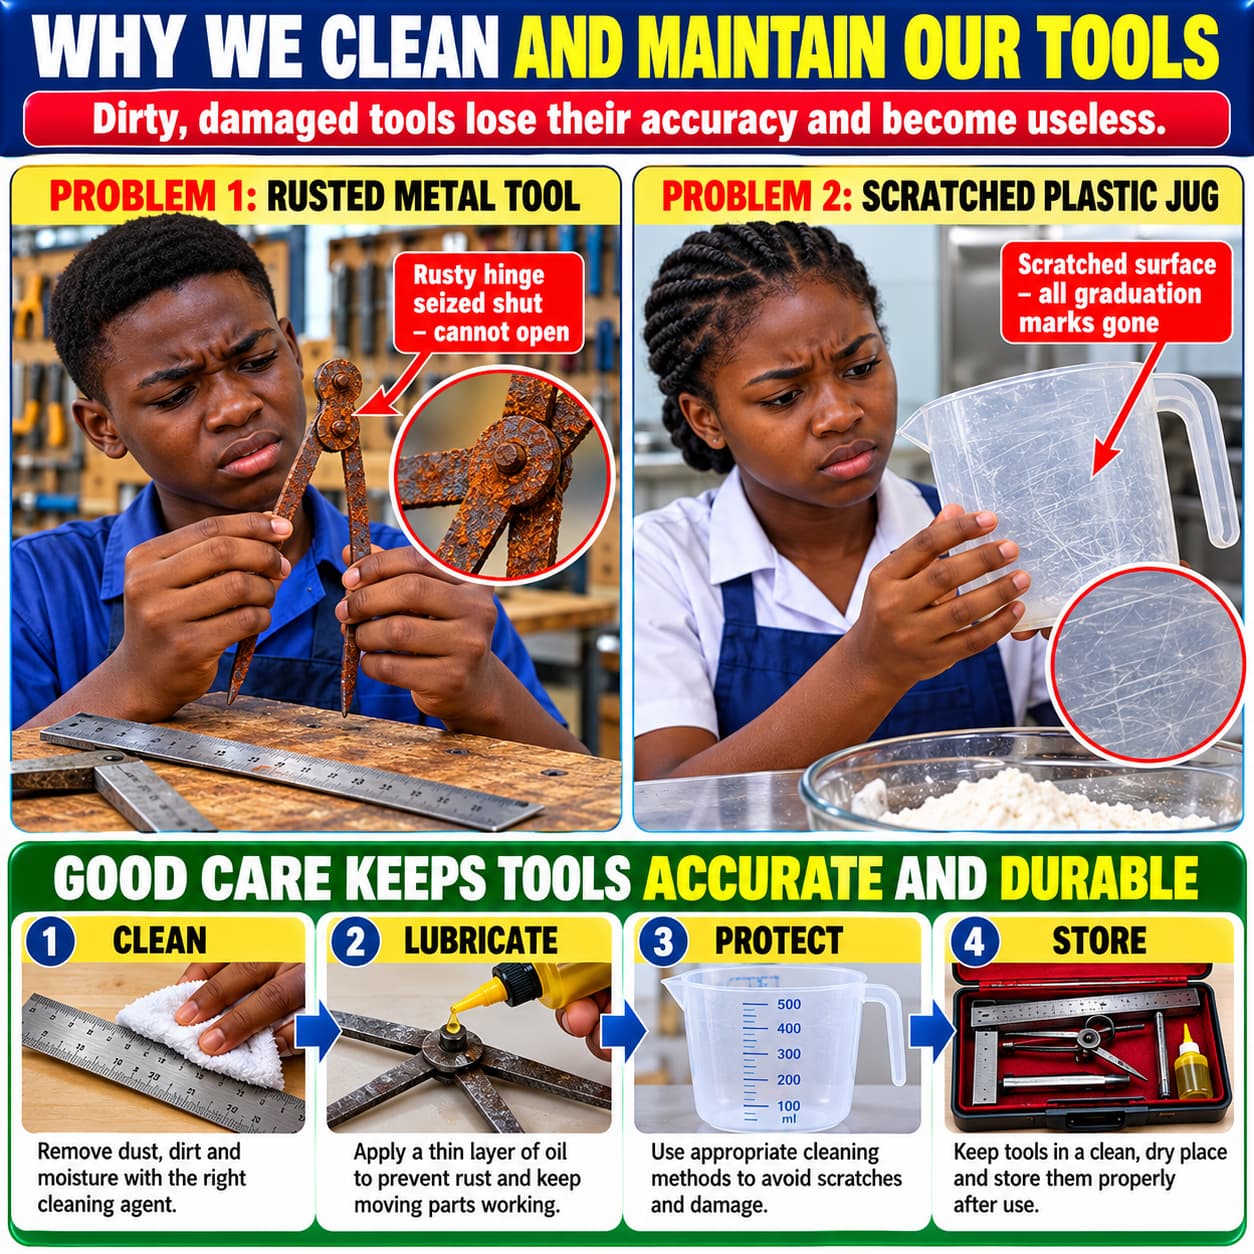 WHY WE CLEAN AND MAINTAIN OUR TOOLS
Dirty, damaged tools lose their accuracy and become useless.
PROBLEM 1: RUSTED METAL TOOL
Rusty hinge
seized shut
– cannot open
PROBLEM 2: SCRATCHED PLASTIC JUG
Scratched surface
– all graduation
marks gone
GOOD CARE KEEPS TOOLS ACCURATE AND DURABLE
1 CLEAN
Remove dust, dirt and
moisture with the right
cleaning agent.
2 LUBRICATE
Apply a thin layer of oil
to prevent rust and keep
moving parts working.
3 PROTECT
500
400
300
200
100
ml
Use appropriate cleaning
methods to avoid scratches
and damage.
4 STORE
Keep tools in a clean, dry place
and store them properly
after use.